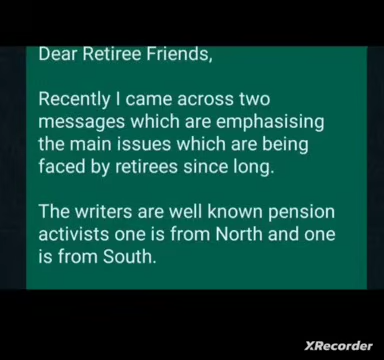 Dear Retiree Friends,
Recently I came across two
messages which are emphasising
the main issues which are being
faced by retirees since long.
The writers are well known pension
activists one is from North and one
is from South.
XRecorder